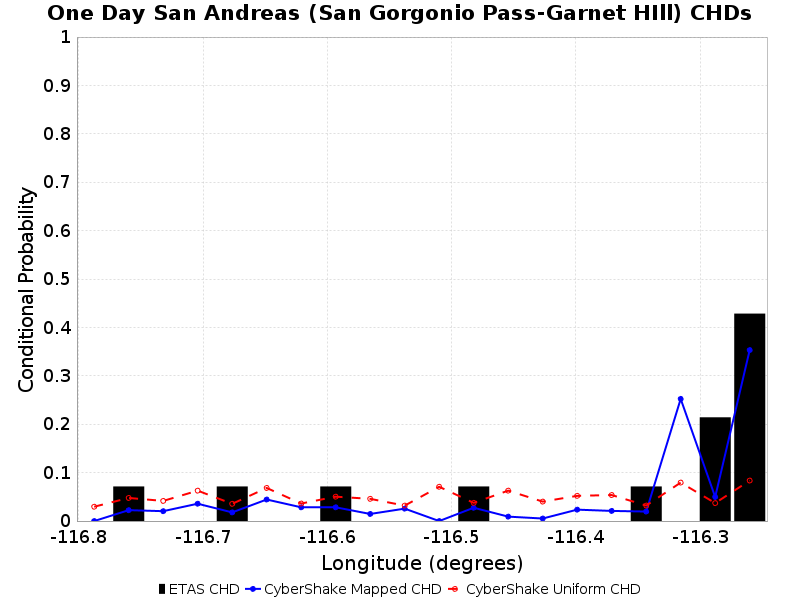 One Day San Andreas (San Gorgonio Pass-Garnet HIll) CHDs
1
0.9
0.8
0.7
0.6
0.5
0.4
0.3
0.2
0.1
0
Conditional Probability
-116.8 -116.7 -116.6 -116.5 -116.4 -116.3
Longitude (degrees)
ETAS CHD CyberShake Mapped CHD CyberShake Uniform CHD